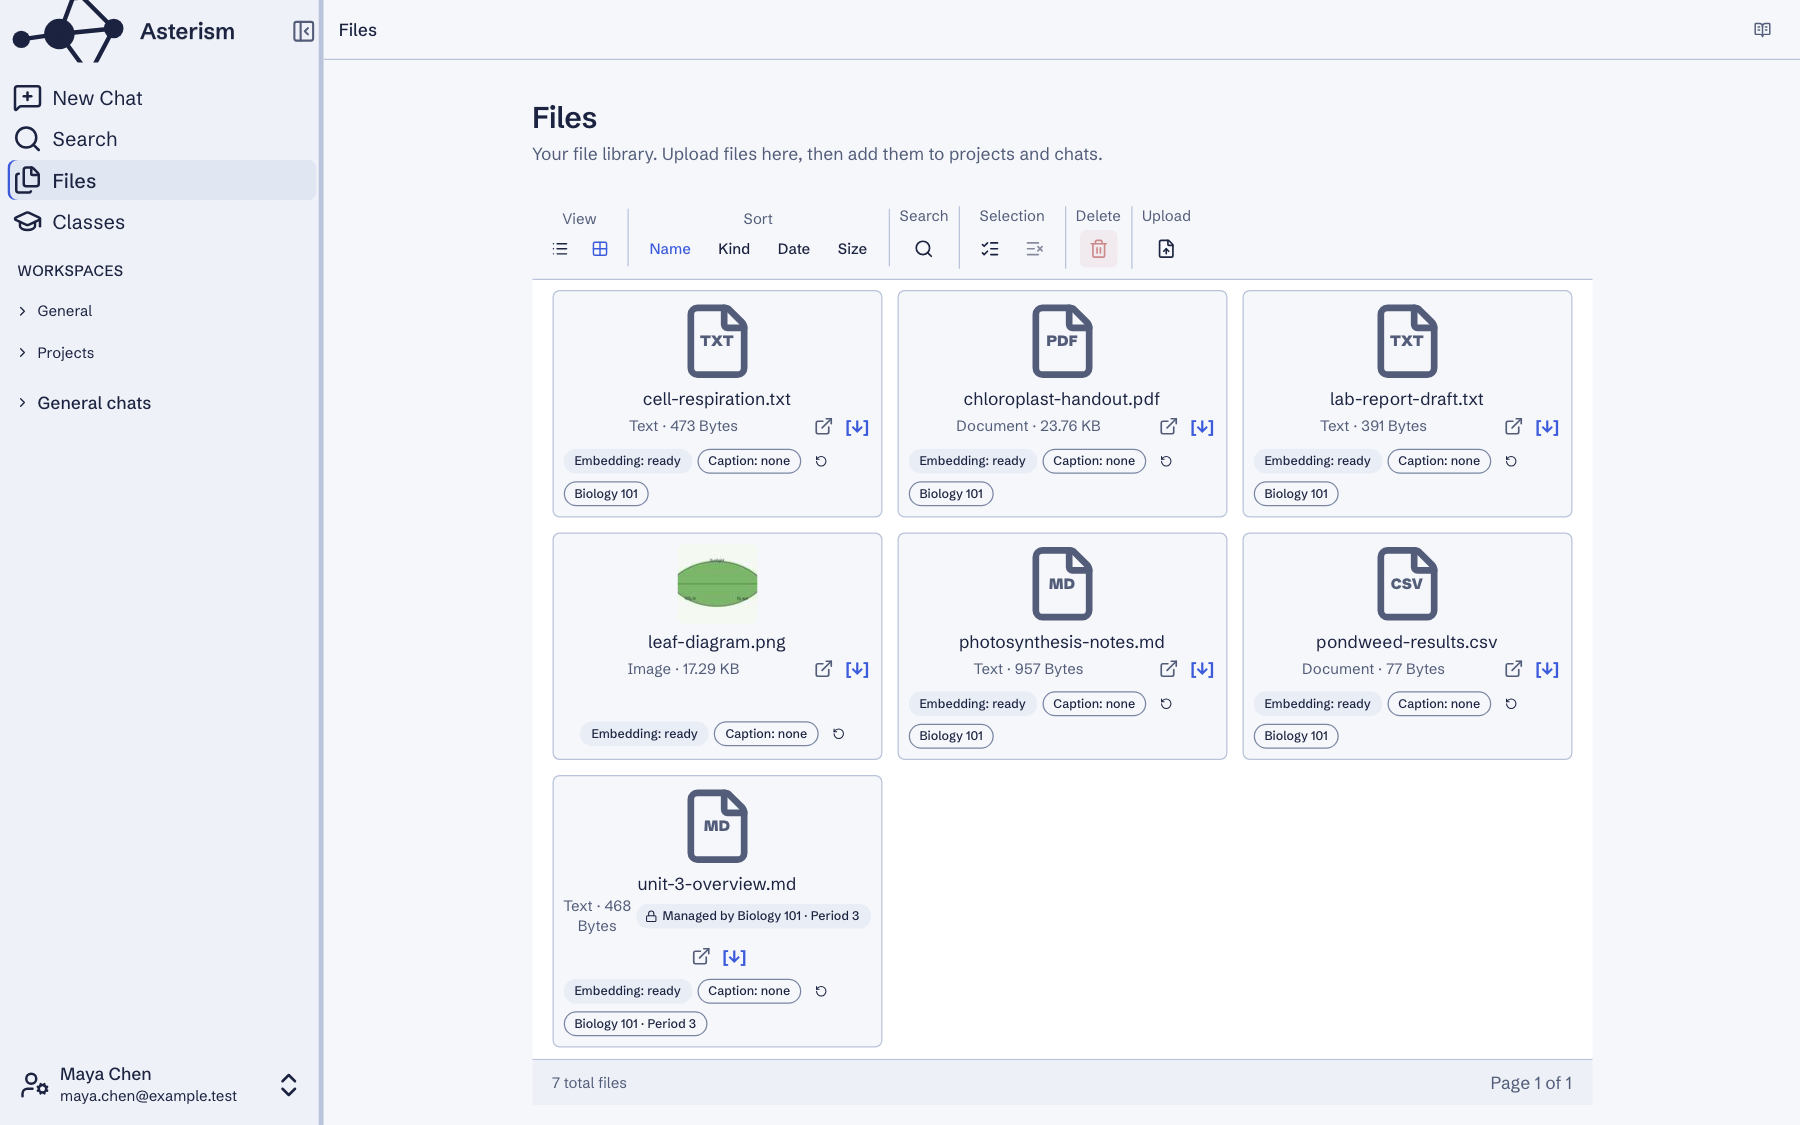 Asterism
Files
New Chat
Search
Files
Classes
WORKSPACES
General
Projects
General chats
Maya Chen
maya.chen@example.test
Files
Your file library. Upload files here, then add them to projects and chats.
View
Sort
Search
Selection
Delete
Upload
Name
Kind
Date
Size
TXT
cell-respiration.txt
Text · 473 Bytes
Embedding: ready
Caption: none
Biology 101
PDF
chloroplast-handout.pdf
Document · 23.76 KB
Embedding: ready
Caption: none
Biology 101
TXT
lab-report-draft.txt
Text · 391 Bytes
Embedding: ready
Caption: none
Biology 101
leaf-diagram.png
Image · 17.29 KB
Embedding: ready
Caption: none
MD
photosynthesis-notes.md
Text · 957 Bytes
Embedding: ready
Caption: none
Biology 101
CSV
pondweed-results.csv
Document · 77 Bytes
Embedding: ready
Caption: none
Biology 101
MD
unit-3-overview.md
Text · 468
Bytes
Managed by Biology 101 · Period 3
Embedding: ready
Caption: none
Biology 101 · Period 3
7 total files
Page 1 of 1